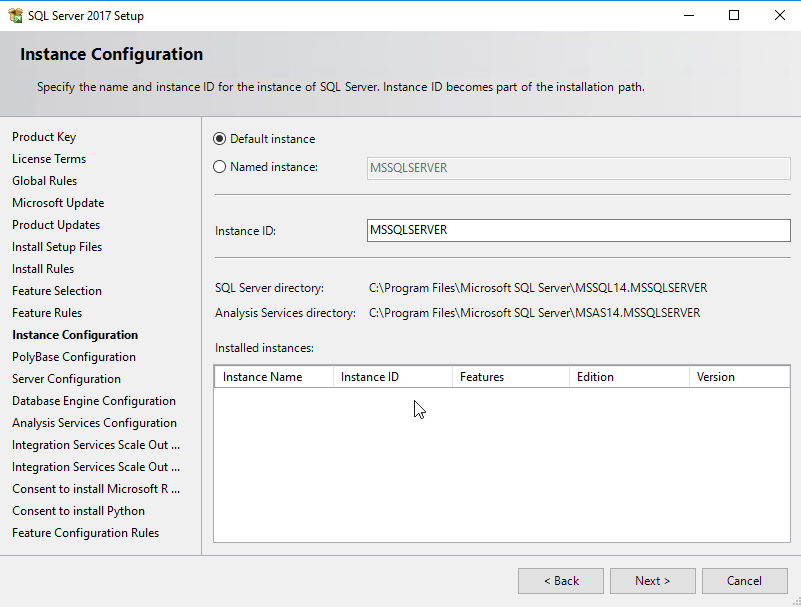 SQL Server 2017 Setup
Instance Configuration
Specify the name and instance ID for the instance of SQL Server. Instance ID becomes part of the installation path.
Product Key
License Terms
Global Rules
Microsoft Update
Product Updates
Install Setup Files
Install Rules
Feature Selection
Feature Rules
Instance Configuration
PolyBase Configuration
Server Configuration
Database Engine Configuration
Analysis Services Configuration
Integration Services Scale Out ...
Integration Services Scale Out ...
Consent to install Microsoft R ...
Consent to install Python
Feature Configuration Rules
Default instance
Named instance: MSSQLSERVER
Instance ID: MSSQLSERVER
SQL Server directory: C:\Program Files\Microsoft SQL Server\MSSQL14.MSSQLSERVER
Analysis Services directory: C:\Program Files\Microsoft SQL Server\MSAS14.MSSQLSERVER
Installed instances:
Instance Name Instance ID Features Edition Version
< Back Next > Cancel